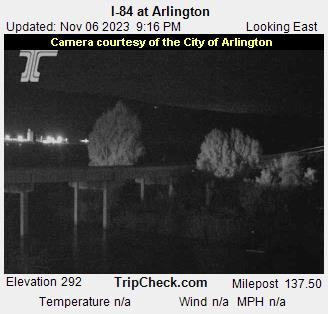 I-84 at Arlington
Updated: Nov 06 2023 9:16 PM Looking East
Camera courtesy of the City of Arlington
Elevation 292 TripCheck.com Milepost 137.50
Temperature n/a Wind n/a MPH n/a